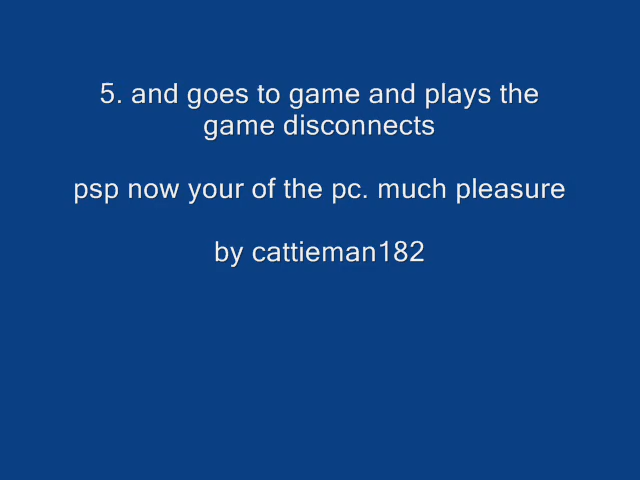 5. and goes to game and plays the
game disconnects
psp now your of the pc. much pleasure
by cattieman182